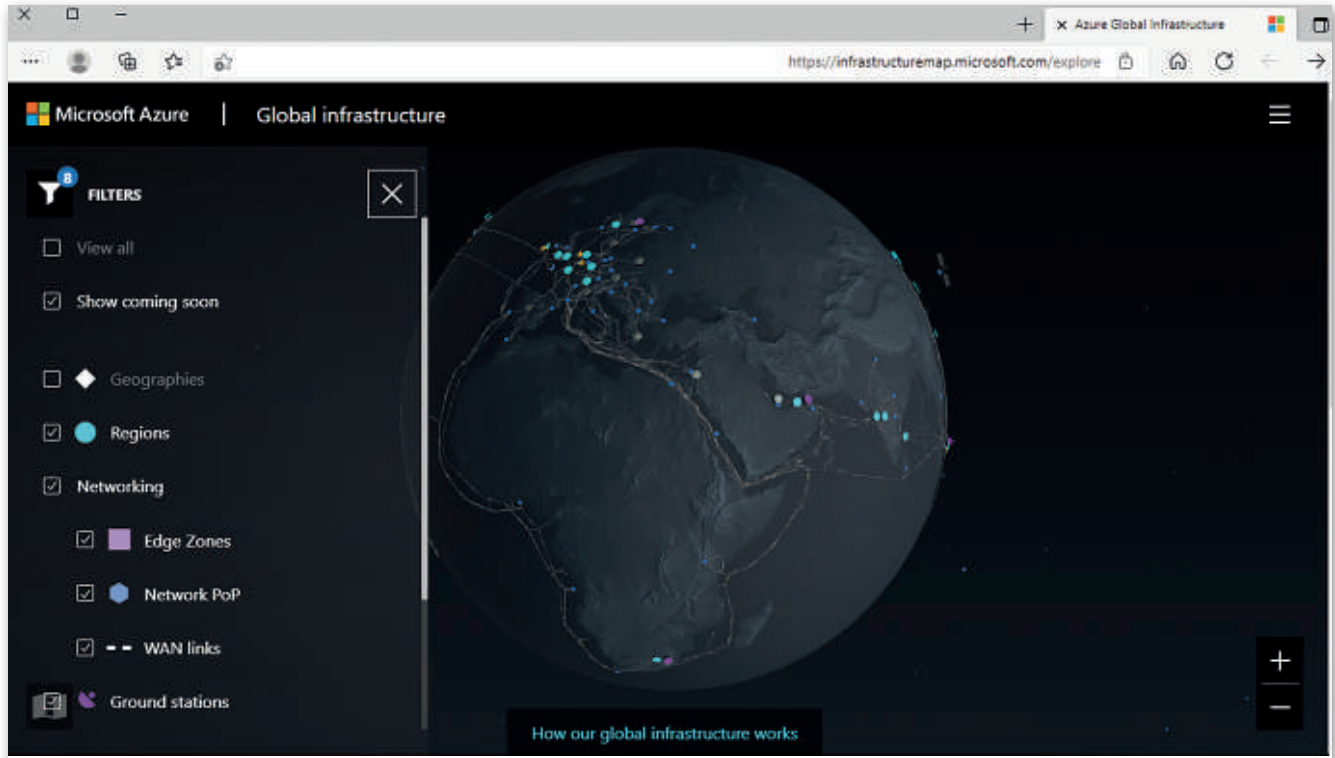 Azure Global Infrastructure
https://infrastructuremap.microsoft.com/explore
Microsoft Azure | Global infrastructure
8
FILTERS
View all
Show coming soon
Geographies
Regions
Networking
Edge Zones
Network PoP
WAN links
Ground stations
How our global infrastructure works